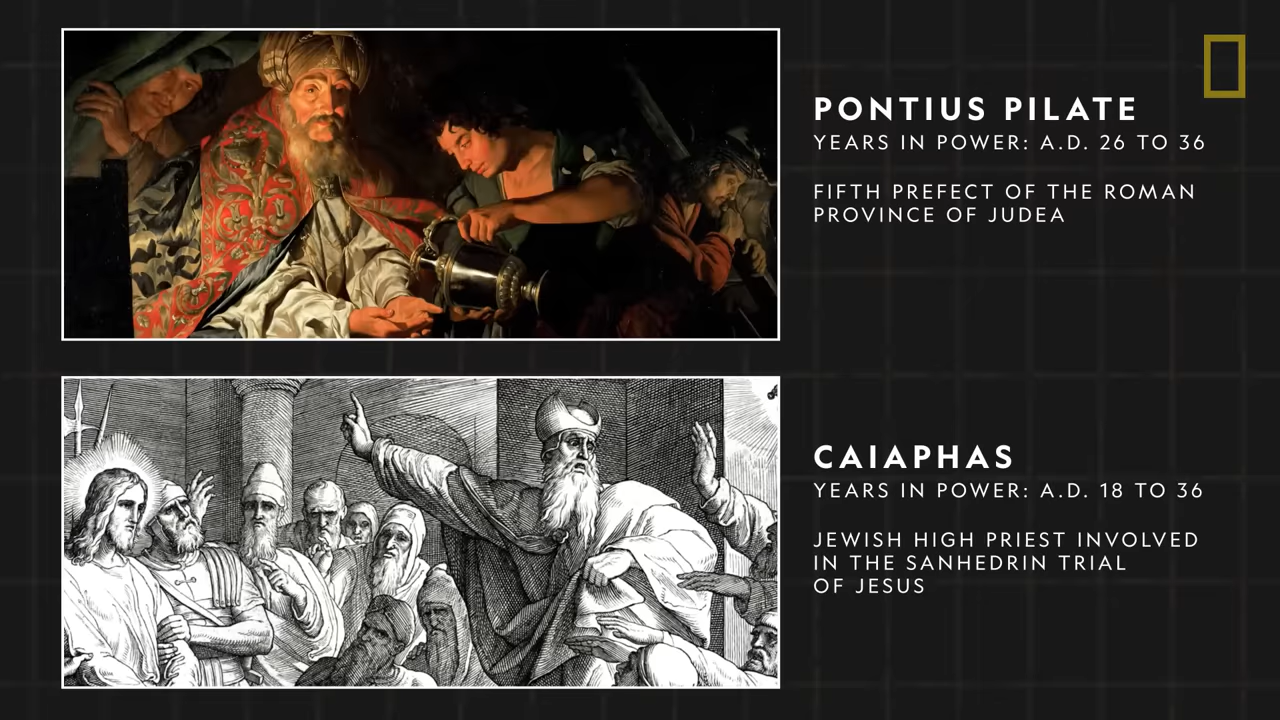 PONTIUS PILATE
YEARS IN POWER: A.D. 26 TO 36
FIFTH PREFECT OF THE ROMAN
PROVINCE OF JUDEA
CAIAPHAS
YEARS IN POWER: A.D. 18 TO 36
JEWISH HIGH PRIEST INVOLVED
IN THE SANHEDRIN TRIAL
OF JESUS